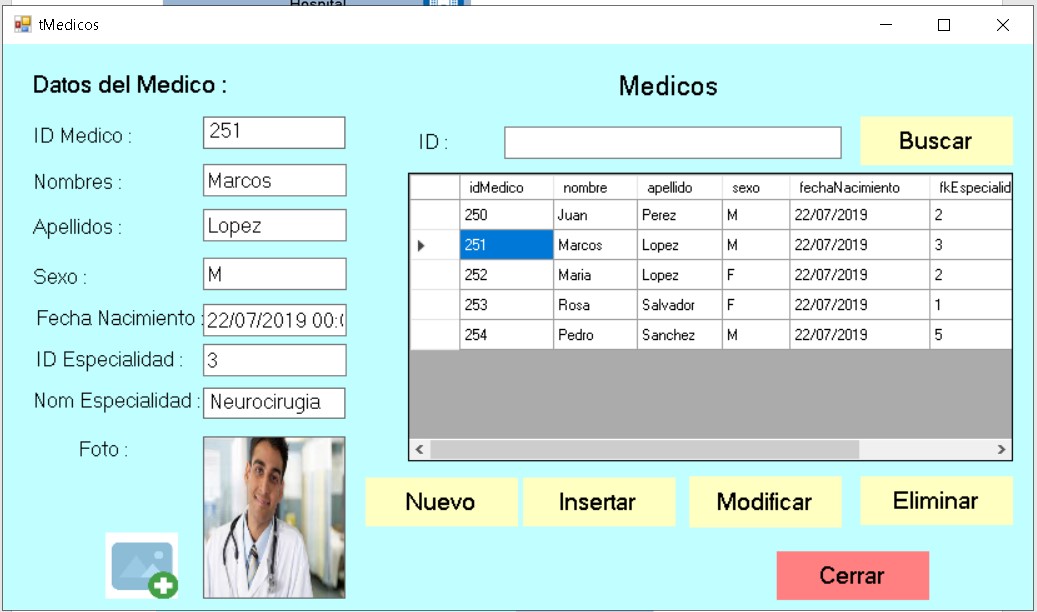 Hospital
tMedicos
Datos del Medico :
ID Medico : 251
Nombres : Marcos
Apellidos : Lopez
Sexo : M
Fecha Nacimiento : 22/07/2019 00:0
ID Especialidad : 3
Nom Especialidad : Neurocirugia
Foto :
Medicos
ID : Buscar
idMedico nombre apellido sexo fechaNacimiento fkEspecialid
250 Juan Perez M 22/07/2019 2
251 Marcos Lopez M 22/07/2019 3
252 Maria Lopez F 22/07/2019 2
253 Rosa Salvador F 22/07/2019 1
254 Pedro Sanchez M 22/07/2019 5
Nuevo Insertar Modificar Eliminar
Cerrar